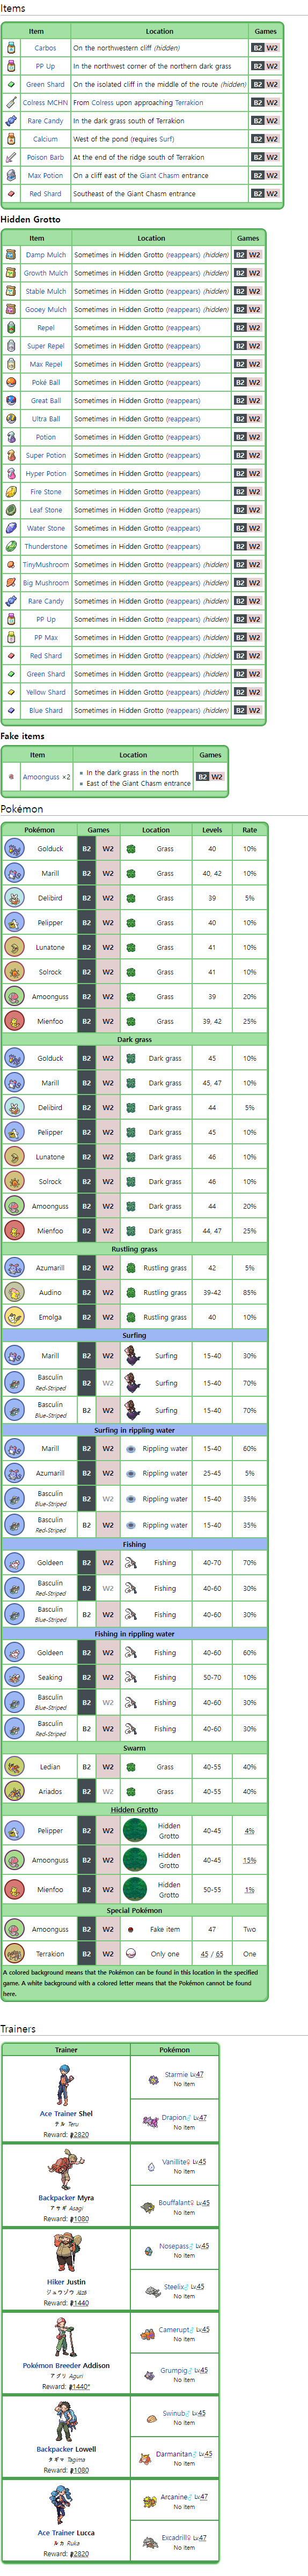 Items
Item Location Games
Carbos On the northwestern cliff (hidden) B2 W2
PP Up In the northwest corner of the northern dark grass B2 W2
Green Shard On the isolated cliff in the middle of the route (hidden) B2 W2
Colress MCHN From Colress upon approaching Terrakion B2 W2
Rare Candy In the dark grass south of Terrakion B2 W2
Calcium West of the pond (requires Surf) B2 W2
Poison Barb At the end of the ridge south of Terrakion B2 W2
Max Potion On a cliff east of the Giant Chasm entrance B2 W2
Red Shard Southeast of the Giant Chasm entrance B2 W2
Hidden Grotto
Item Location Games
Damp Mulch Sometimes in Hidden Grotto (reappears) (hidden) B2 W2
Growth Mulch Sometimes in Hidden Grotto (reappears) (hidden) B2 W2
Stable Mulch Sometimes in Hidden Grotto (reappears) (hidden) B2 W2
Gooey Mulch Sometimes in Hidden Grotto (reappears) (hidden) B2 W2
Repel Sometimes in Hidden Grotto (reappears) B2 W2
Super Repel Sometimes in Hidden Grotto (reappears) B2 W2
Max Repel Sometimes in Hidden Grotto (reappears) B2 W2
Poké Ball Sometimes in Hidden Grotto (reappears) B2 W2
Great Ball Sometimes in Hidden Grotto (reappears) B2 W2
Ultra Ball Sometimes in Hidden Grotto (reappears) B2 W2
Potion Sometimes in Hidden Grotto (reappears) B2 W2
Super Potion Sometimes in Hidden Grotto (reappears) B2 W2
Hyper Potion Sometimes in Hidden Grotto (reappears) B2 W2
Fire Stone Sometimes in Hidden Grotto (reappears) B2 W2
Leaf Stone Sometimes in Hidden Grotto (reappears) B2 W2
Water Stone Sometimes in Hidden Grotto (reappears) B2 W2
Thunderstone Sometimes in Hidden Grotto (reappears) B2 W2
TinyMushroom Sometimes in Hidden Grotto (reappears) (hidden) B2 W2
Big Mushroom Sometimes in Hidden Grotto (reappears) (hidden) B2 W2
Rare Candy Sometimes in Hidden Grotto (reappears) (hidden) B2 W2
PP Up Sometimes in Hidden Grotto (reappears) (hidden) B2 W2
PP Max Sometimes in Hidden Grotto (reappears) (hidden) B2 W2
Red Shard Sometimes in Hidden Grotto (reappears) (hidden) B2 W2
Green Shard Sometimes in Hidden Grotto (reappears) (hidden) B2 W2
Yellow Shard Sometimes in Hidden Grotto (reappears) (hidden) B2 W2
Blue Shard Sometimes in Hidden Grotto (reappears) (hidden) B2 W2
Fake items
Item Location Games
Amoonguss ×2 In the dark grass in the north B2 W2
East of the Giant Chasm entrance
Pokémon
Pokémon Games Location Levels Rate
Golduck B2 W2 Grass 40 10%
Marill B2 W2 Grass 40, 42 10%
Delibird B2 W2 Grass 39 5%
Pelipper B2 W2 Grass 40 10%
Lunatone B2 W2 Grass 41 10%
Solrock B2 W2 Grass 41 10%
Amoonguss B2 W2 Grass 39 20%
Mienfoo B2 W2 Grass 39, 42 25%
Dark grass
Golduck B2 W2 Dark grass 45 10%
Marill B2 W2 Dark grass 45, 47 10%
Delibird B2 W2 Dark grass 44 5%
Pelipper B2 W2 Dark grass 45 10%
Lunatone B2 W2 Dark grass 46 10%
Solrock B2 W2 Dark grass 46 10%
Amoonguss B2 W2 Dark grass 44 20%
Mienfoo B2 W2 Dark grass 44, 47 25%
Rustling grass
Azumarill B2 W2 Rustling grass 42 5%
Audino B2 W2 Rustling grass 39-42 85%
Emolga B2 W2 Rustling grass 40 10%
Surfing
Marill B2 W2 Surfing 15-40 30%
Basculin
Red-Striped B2 W2 Surfing 15-40 70%
Basculin
Blue-Striped B2 W2 Surfing 15-40 70%
Surfing in rippling water
Marill B2 W2 Rippling water 15-40 60%
Azumarill B2 W2 Rippling water 25-45 5%
Basculin
Blue-Striped B2 W2 Rippling water 15-40 35%
Basculin
Red-Striped B2 W2 Rippling water 15-40 35%
Fishing
Goldeen B2 W2 Fishing 40-70 70%
Basculin
Red-Striped B2 W2 Fishing 40-60 30%
Basculin
Blue-Striped B2 W2 Fishing 40-60 30%
Fishing in rippling water
Goldeen B2 W2 Fishing 40-60 60%
Seaking B2 W2 Fishing 50-70 10%
Basculin
Blue-Striped B2 W2 Fishing 40-60 30%
Basculin
Red-Striped B2 W2 Fishing 40-60 30%
Swarm
Ledian B2 W2 Grass 40-55 40%
Ariados B2 W2 Grass 40-55 40%
Hidden Grotto
Pelipper B2 W2 Hidden Grotto 40-45 4%
Amoonguss B2 W2 Hidden Grotto 40-45 15%
Mienfoo B2 W2 Hidden Grotto 50-55 1%
Special Pokémon
Amoonguss B2 W2 Fake item 47 Two
Terrakion B2 W2 Only one 45 / 65 One
A colored background means that the Pokémon can be found in this location in the specified
game. A white background with a colored letter means that the Pokémon cannot be found
here.
Trainers
Trainer Pokémon
Ace Trainer Shel
テル Teru
Reward: 2820
Starmie Lv.47
No item
Drapion♂ Lv.47
No item
Backpacker Myra
アサギ Asagi
Reward: 1080
Vanillite♀ Lv.45
No item
Bouffalant♀ Lv.45
No item
Hiker Justin
ジュウゾウ Jūzō
Reward: 1440
Nosepass♂ Lv.45
No item
Steelix♂ Lv.45
No item
Pokémon Breeder Addison
アグリ Aguri
Reward: 1440*
Camerupt♂ Lv.45
No item
Grumpig♂ Lv.45
No item
Backpacker Lowell
タギマ Tagima
Reward: 1080
Swinub♂ Lv.45
No item
Darmanitan♂ Lv.45
No item
Ace Trainer Lucca
ルカ Ruka
Reward: 2820
Arcanine♂ Lv.47
No item
Excadrill♀ Lv.47
No item